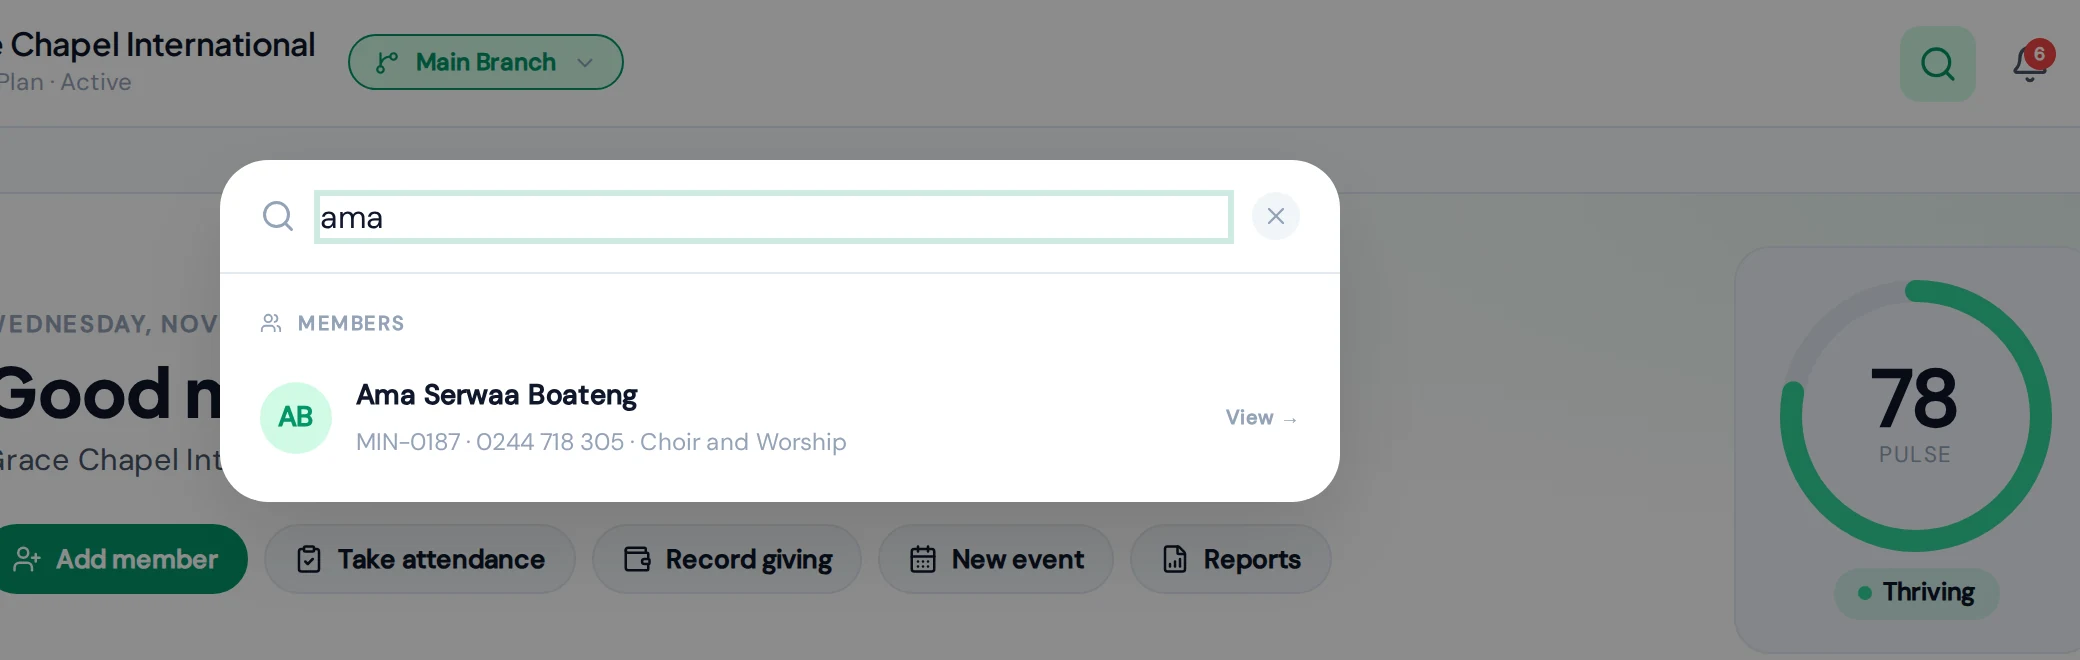 Chapel International
Plan · Active
Main Branch
6
ama
MEMBERS
AB
Ama Serwaa Boateng
MIN-0187 · 0244 718 305 · Choir and Worship
View →
WEDNESDAY, NOV
Good
Grace Chapel Int
78
PULSE
Thriving
Add member
Take attendance
Record giving
New event
Reports